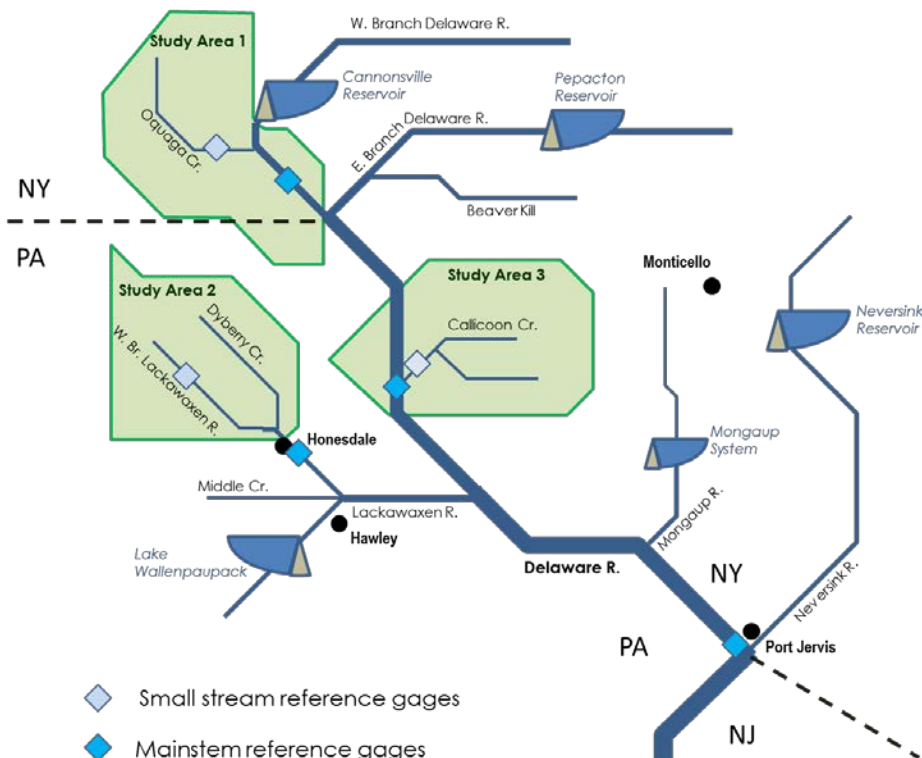 W. Branch Delaware R.
Study Area 1
Cannonsville
Reservoir
Pepacton
Reservoir
Oquaga Cr.
E. Branch
Delaware R.
Beaver Kill
NY
PA
Study Area 2
Dyberry Cr.
W. Br. Lackawaxen R.
Study Area 3
Callicoon Cr.
Monticello
Neversink
Reservoir
Honesdale
Mongaup
System
Middle Cr.
Lackawaxen R.
Hawley
Lake
Wallenpaupack
Mongaup R.
Delaware R.
NY
Neversink R.
PA
Port Jervis
NJ
Small stream reference gages
Mainstem reference gages